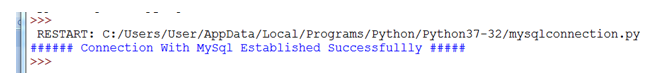 >>>
RESTART: C:/Users/User/AppData/Local/Programs/Python/Python37-32/mysqlconnection.py
###### Connection With MySql Established Successfullly #####
>>>